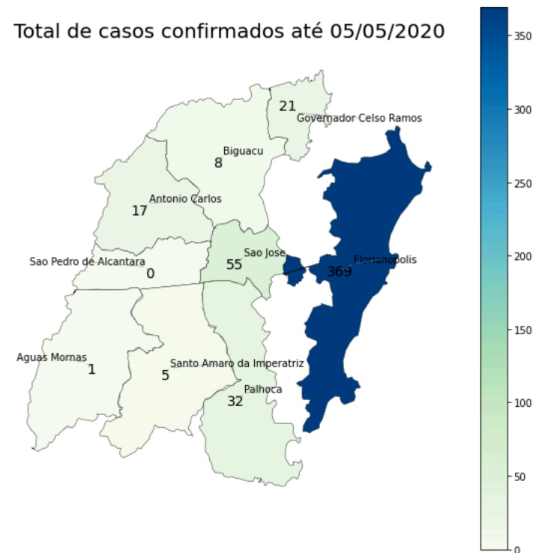 Total de casos confirmados até 05/05/2020
21
Governador Celso Ramos
Biguacu
8
Antonio Carlos
17
Sao Jose
55
Sao Pedro de Alcantara
0
Florianopolis
369
Aguas Mornas
1
Santo Amaro da Imperatriz
5
Palhoca
32
350
300
250
200
150
100
50
0